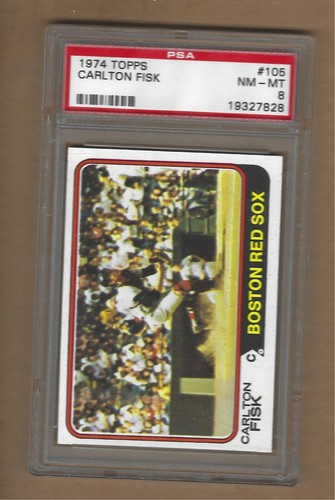 PSA
1974 TOPPS
#105
CARLTON FISK
NM - MT
8
19327828
CARLTON
FISK
C
BOSTON RED SOX